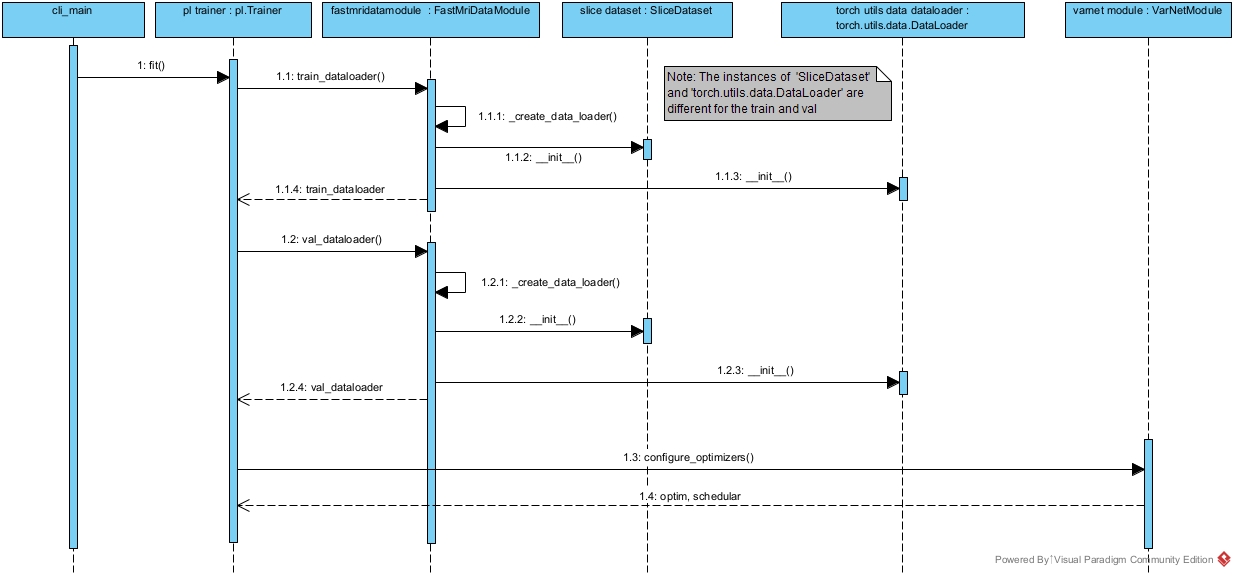 cli_main
pl trainer : pl.Trainer
fastmridatamodule : FastMriDataModule
slice dataset : SliceDataset
torch utils data dataloader :
torch.utils.data.DataLoader
varnet module : VarNetModule
1: fit()
1.1: train_dataloader()
Note: The instances of 'SliceDataset'
and 'torch.utils.data.DataLoader' are
different for the train and val
1.1.1: _create_data_loader()
1.1.2: __init__()
1.1.3: __init__()
1.1.4: train_dataloader
1.2: val_dataloader()
1.2.1: _create_data_loader()
1.2.2: __init__()
1.2.3: __init__()
1.2.4: val_dataloader
1.3: configure_optimizers()
1.4: optim, schedular
Powered By Visual Paradigm Community Edition